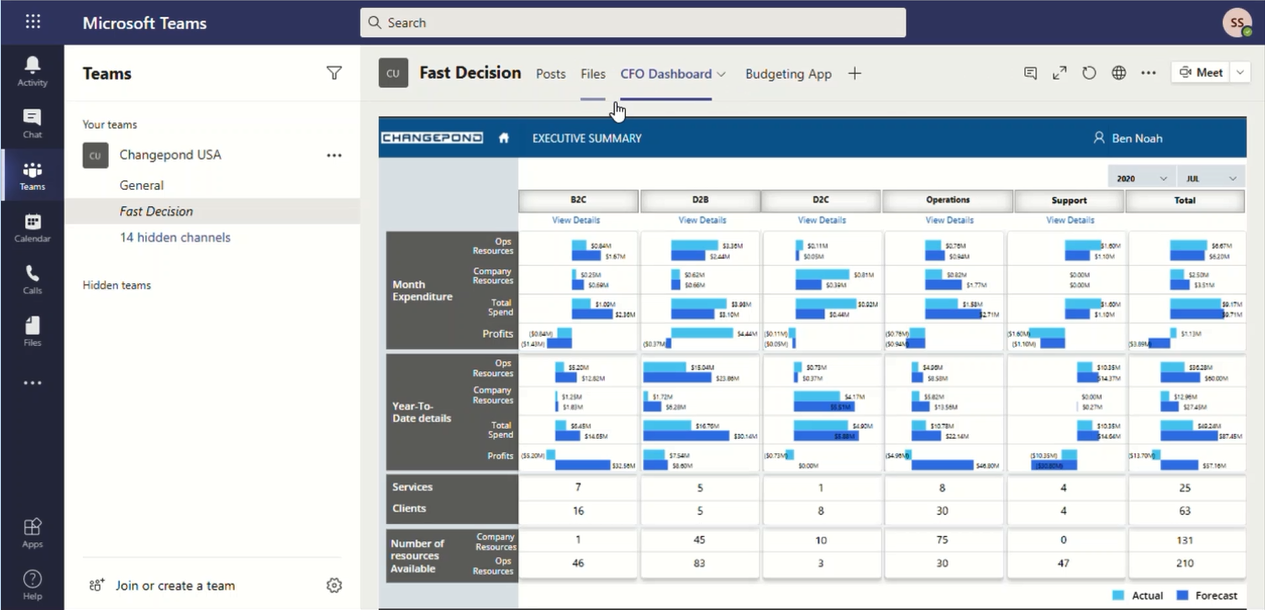 Microsoft Teams
Search
SS
Activity
Chat
Teams
Calendar
Calls
Files
Apps
Help
Teams
Your teams
CU Changepond USA
General
Fast Decision
14 hidden channels
Hidden teams
Join or create a team
CU Fast Decision Posts Files CFO Dashboard Budgeting App Meet
CHANGEPOND EXECUTIVE SUMMARY Ben Noah
2020 JUL
B2C D2B D2C Operations Support Total
View Details View Details View Details View Details View Details
Month Expenditure
Ops Resources
$0.84M $3.36M $0.11M $0.76M $1.60M $6.67M
$1.67M $2.44M $0.05M $0.94M $1.10M $6.20M
Company Resources
$0.25M $0.62M $0.81M $0.82M $0.00M $2.50M
$0.69M $0.66M $0.39M $1.77M $0.00M $3.51M
Total Spend
$1.09M $3.98M $0.92M $1.58M $1.60M $9.17M
$2.36M $3.10M $0.44M $2.71M $1.10M $9.71M
Profits
($0.84M) $4.44M ($0.11M) ($0.76M) ($1.60M) $1.13M
($1.43M) ($0.37M) ($0.05M) ($0.94M) ($1.10M) ($3.89M)
Year-To-Date details
Ops Resources
$5.20M $15.04M $0.73M $4.96M $10.35M $36.28M
$12.82M $23.86M $0.37M $8.58M $14.37M $60.00M
Company Resources
$1.25M $1.72M $4.17M $5.82M $0.00M $12.96M
$1.83M $6.28M $5.51M $13.56M $0.27M $27.45M
Total Spend
$6.45M $16.76M $4.90M $10.78M $10.35M $49.24M
$14.65M $30.14M $5.88M $22.14M $14.64M $87.45M
Profits
($5.20M) $7.54M ($0.73M) ($4.96M) ($10.35M) ($13.70M)
$32.56M $8.60M $0.00M $46.80M $57.16M
Services 7 5 1 8 4 25
Clients 16 5 8 30 4 63
Number of resources Available
Company Resources 1 45 10 75 0 131
Ops Resources 46 83 3 30 47 210
Actual Forecast